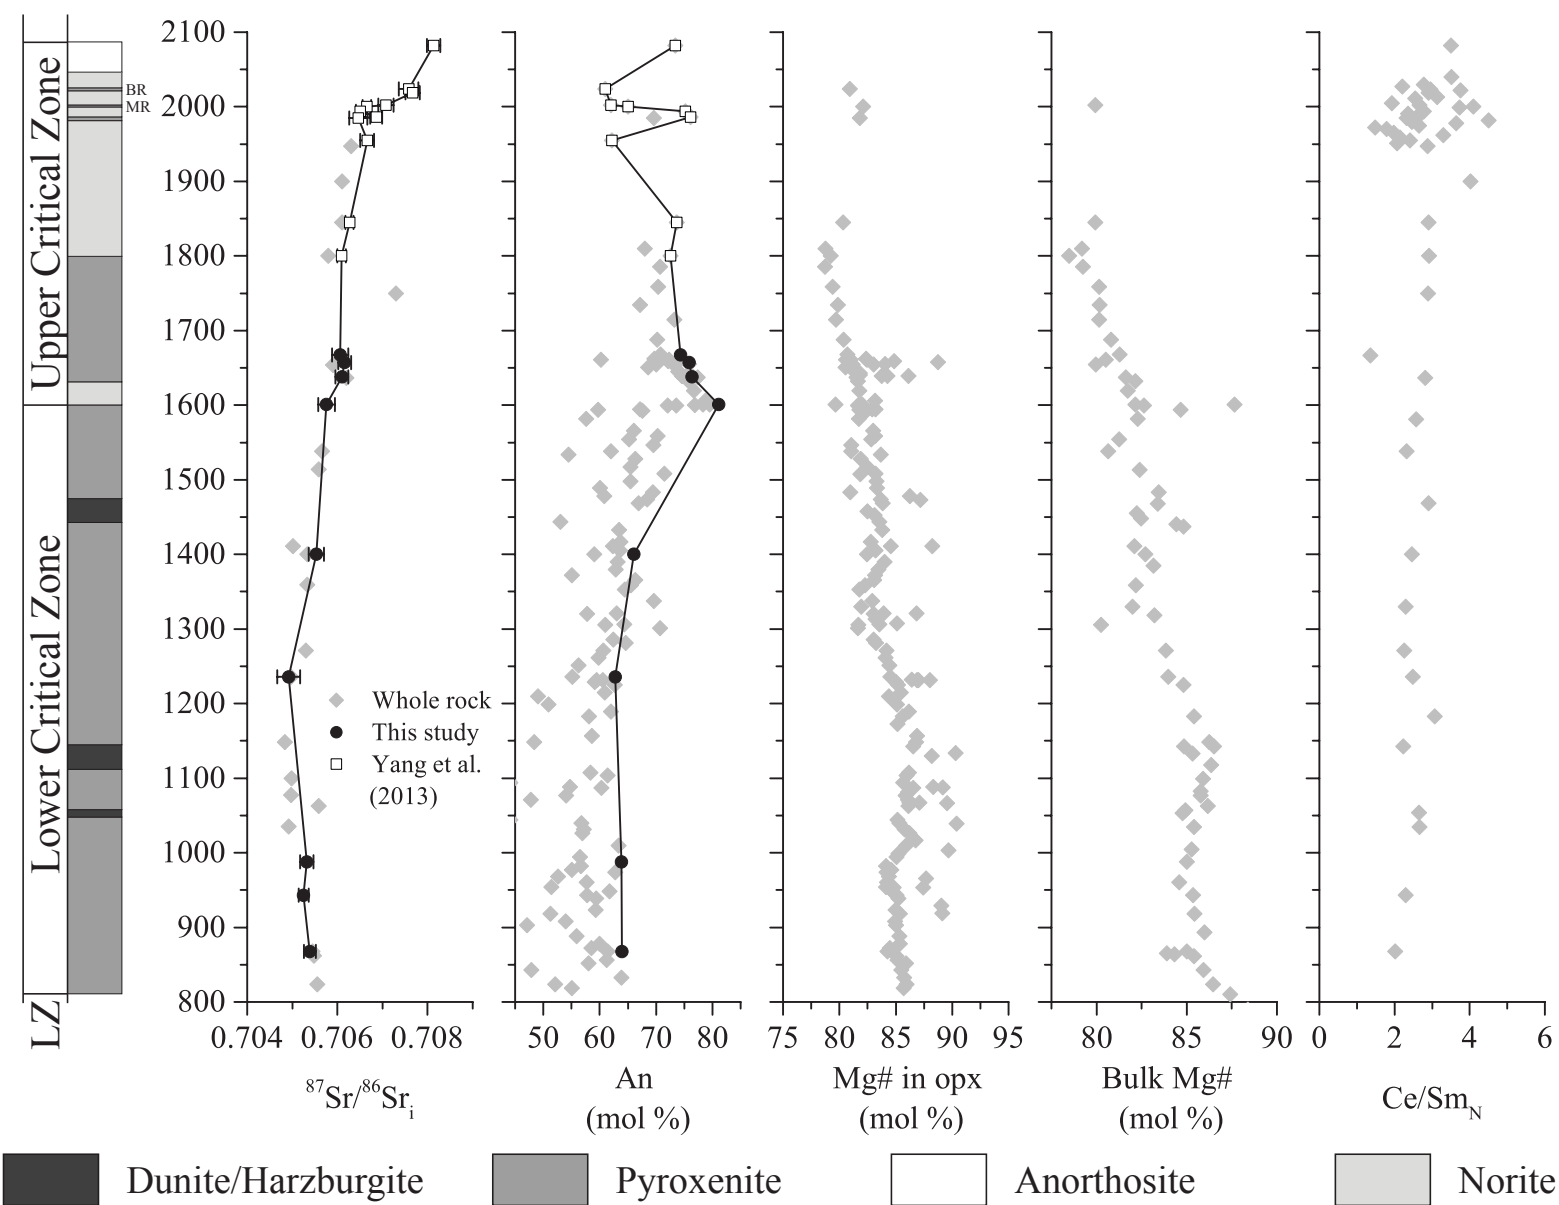 Upper Critical Zone
Lower Critical Zone
LZ
BR
MR
2100
2000
1900
1800
1700
1600
1500
1400
1300
1200
1100
1000
900
800
Whole rock
This study
Yang et al.
(2013)
0.704 0.706 0.708
50 60 70 80
75 80 85 90 95
80 85 90
0 2 4 6
⁸⁷Sr/⁸⁶Srᵢ
An
(mol %)
Mg# in opx
(mol %)
Bulk Mg#
(mol %)
Ce/Sm_N
Dunite/Harzburgite Pyroxenite Anorthosite Norite